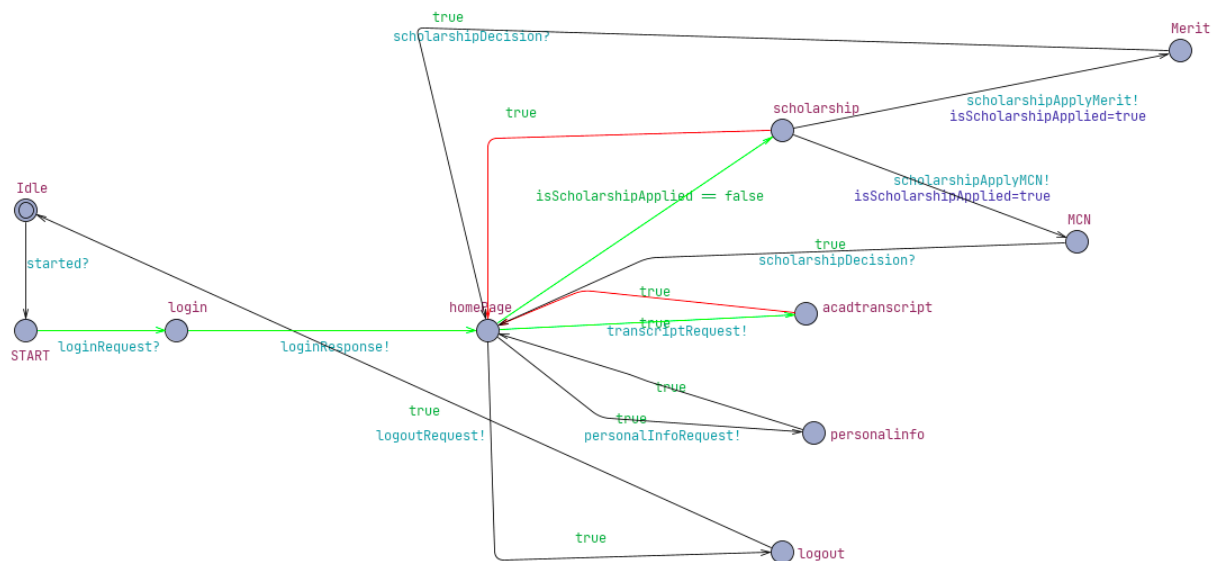 true
Merit
scholarshipDecision?
scholarship
scholarshipApplyMerit!
isScholarshipApplied=true
true
scholarshipApplyMCN!
isScholarshipApplied=true
Idle
isScholarshipApplied == false
MCN
true
scholarshipDecision?
started?
login
homePage
true
acadtranscript
true
transcriptRequest!
START
loginRequest?
loginResponse!
true
true
true
logoutRequest!
personalInfoRequest!
personalinfo
true
logout